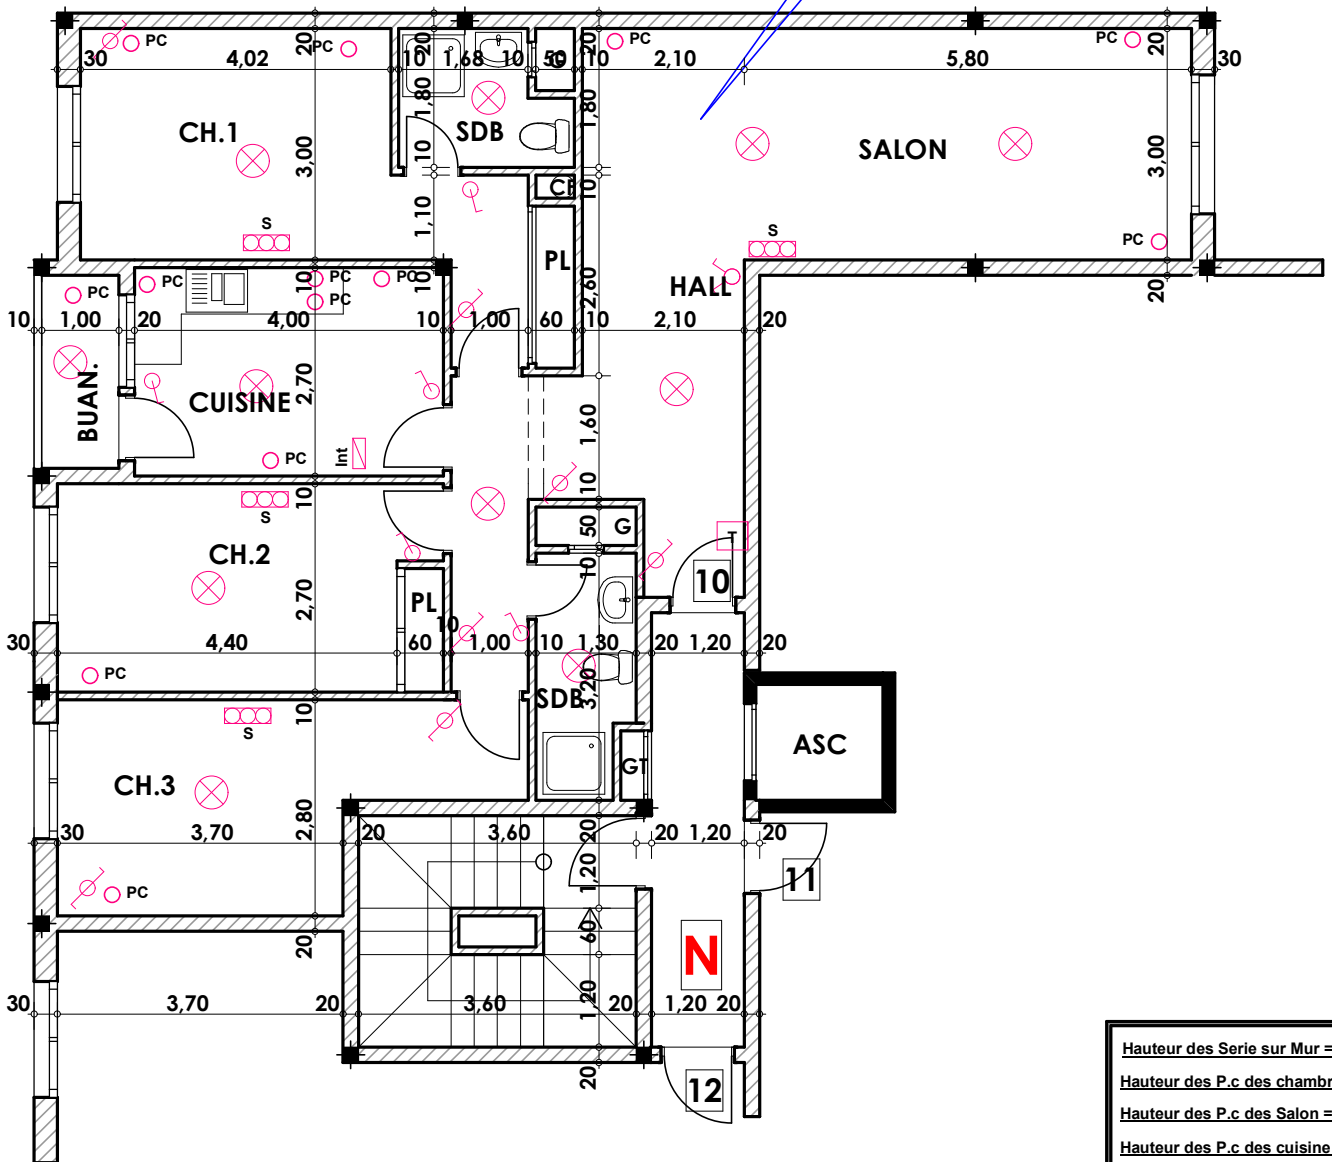 PC
PC
PC
PC
20
20
20
20
30
4,02
10
1,68
10
50
10
2,10
5,80
30
G
1,80
1,80
CH.1
SDB
SALON
3,00
10
3,00
10
1,10
S
S
PC
PL
2,60
HALL
10
10
20
PC
PC
PC
PC
PC
10
1,00
20
4,00
10
1,00
60
10
2,10
20
BUAN.
CUISINE
2,70
1,60
PC
Int
10
10
S
50
G
T
CH.2
10
10
2,70
PL
10
30
4,40
60
1,00
10
1,30
20
1,20
20
PC
3,20
SDB
10
S
ASC
GT
CH.3
30
3,70
2,80
20
3,60
20
20
1,20
20
1,20
11
PC
20
60
N
30
3,70
20
3,60
1,20
20
1,20
20
20
12
Hauteur des Serie sur Mur =
Hauteur des P.c des chambr
Hauteur des P.c des Salon =
Hauteur des P.c des cuisine